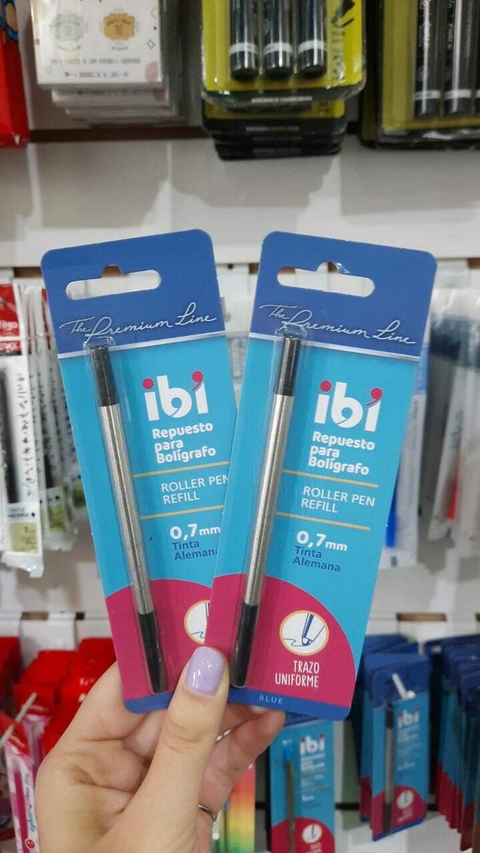 The Premium Line
ibi
Repuesto
para
Bolígrafo
ROLLER PEN
REFILL
0,7mm
Tinta
Alemana
The Premium Line
ibi
Repuesto
para
Bolígrafo
ROLLER PEN
REFILL
0,7mm
Tinta
Alemana
TRAZO
UNIFORME
BLUE
ibi
ibi